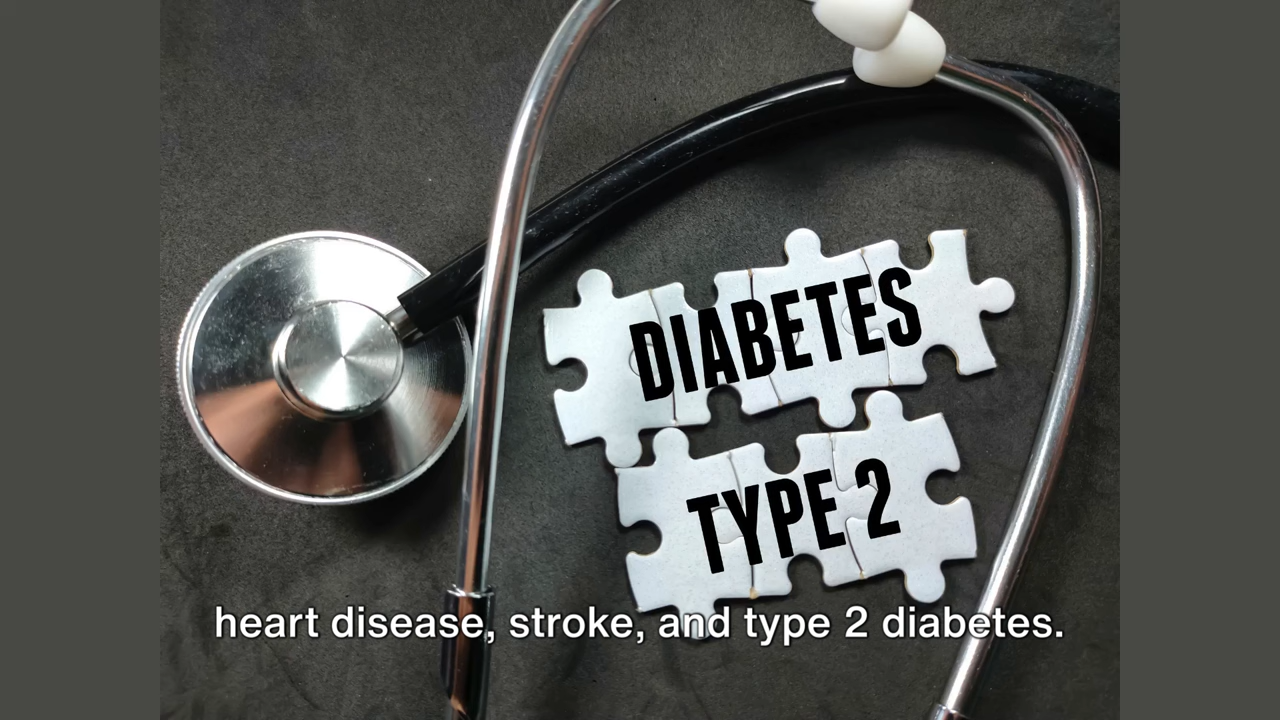 DIABETES
TYPE 2
heart disease, stroke, and type 2 diabetes.